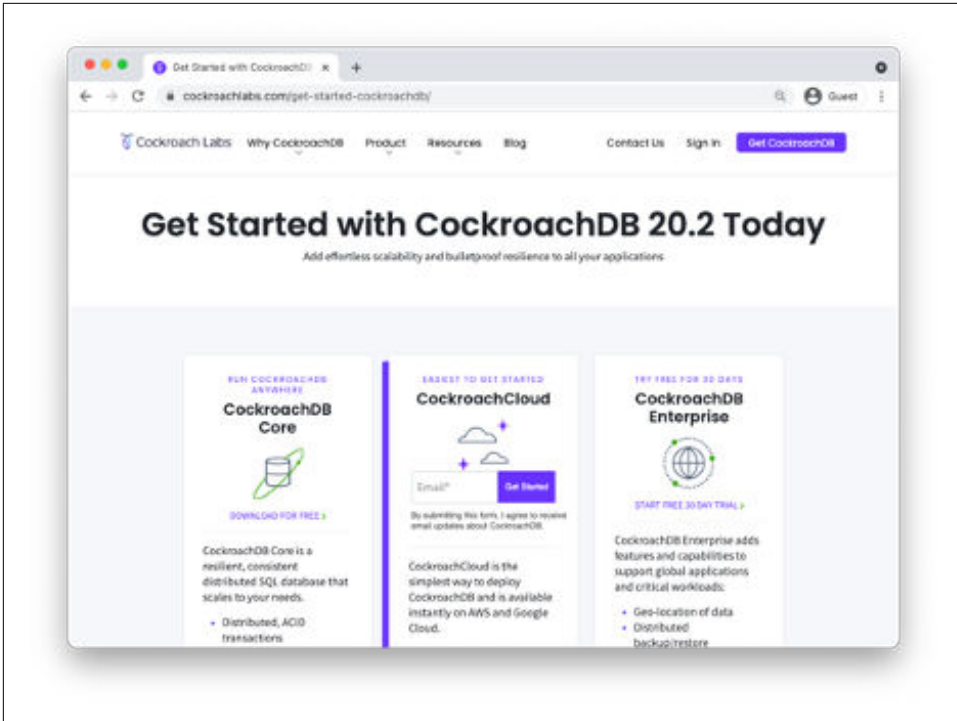 Get Started with CockroachDB
cockroachlabs.com/get-started-cockroachdb/
Guest
Cockroach Labs Why CockroachDB Product Resources Blog Contact Us Sign In Get CockroachDB
Get Started with CockroachDB 20.2 Today
Add effortless scalability and bulletproof resilience to all your applications
RUN COCKROACHDB
ANYWHERE
CockroachDB
Core
DOWNLOAD FOR FREE
CockroachDB Core is a
resilient, consistent
distributed SQL database that
scales to your needs.
• Distributed, ACID
transactions
EASIEST TO GET STARTED
CockroachCloud
Email*
Get Started
By submitting this form, I agree to receive
email updates about CockroachDB.
CockroachCloud is the
simplest way to deploy
CockroachDB and is available
instantly on AWS and Google
Cloud.
TRY FREE FOR 30 DAYS
CockroachDB
Enterprise
START FREE 30 DAY TRIAL
CockroachDB Enterprise adds
features and capabilities to
support global applications
and critical workloads:
• Geo-location of data
• Distributed
backup/restore